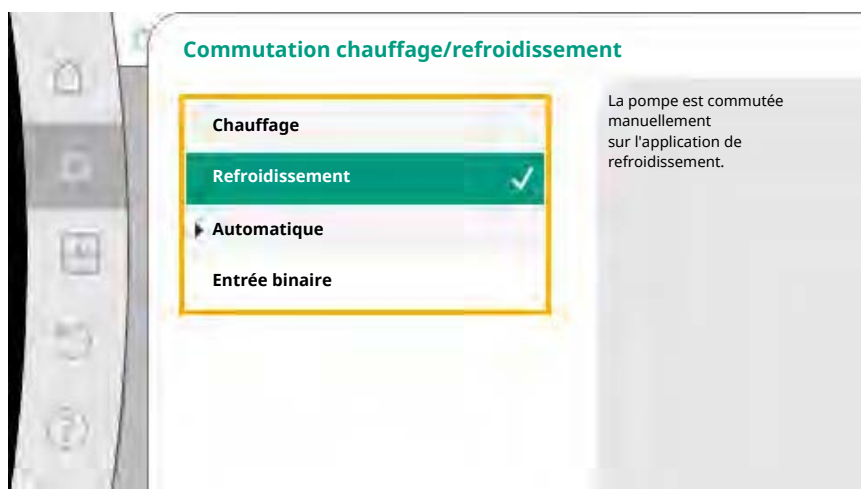 Commutation chauffage/refroidissement
Chauffage
Refroidissement
Automatique
Entrée binaire
La pompe est commutée
manuellement
sur l'application de
refroidissement.